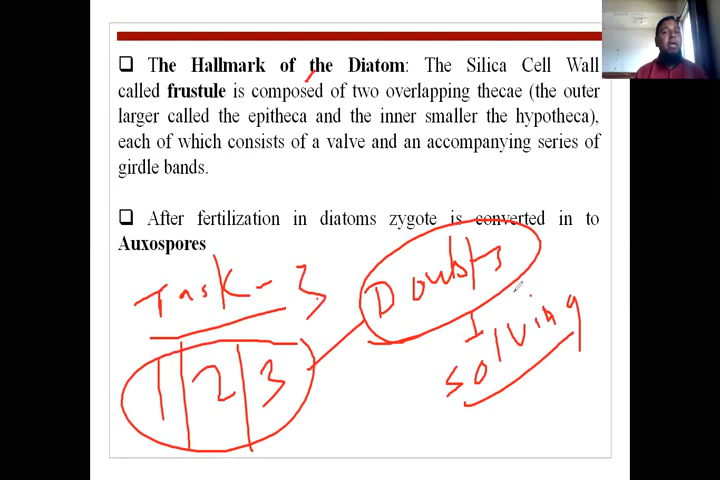 The Hallmark of the Diatom: The Silica Cell Wall
called frustule is composed of two overlapping thecae (the outer
larger called the epitheca and the inner smaller the hypotheca),
each of which consists of a valve and an accompanying series of
girdle bands.
After fertilization in diatoms zygote is converted in to
Auxospores
Task - 3
Doubts
1 2 3
I
solving